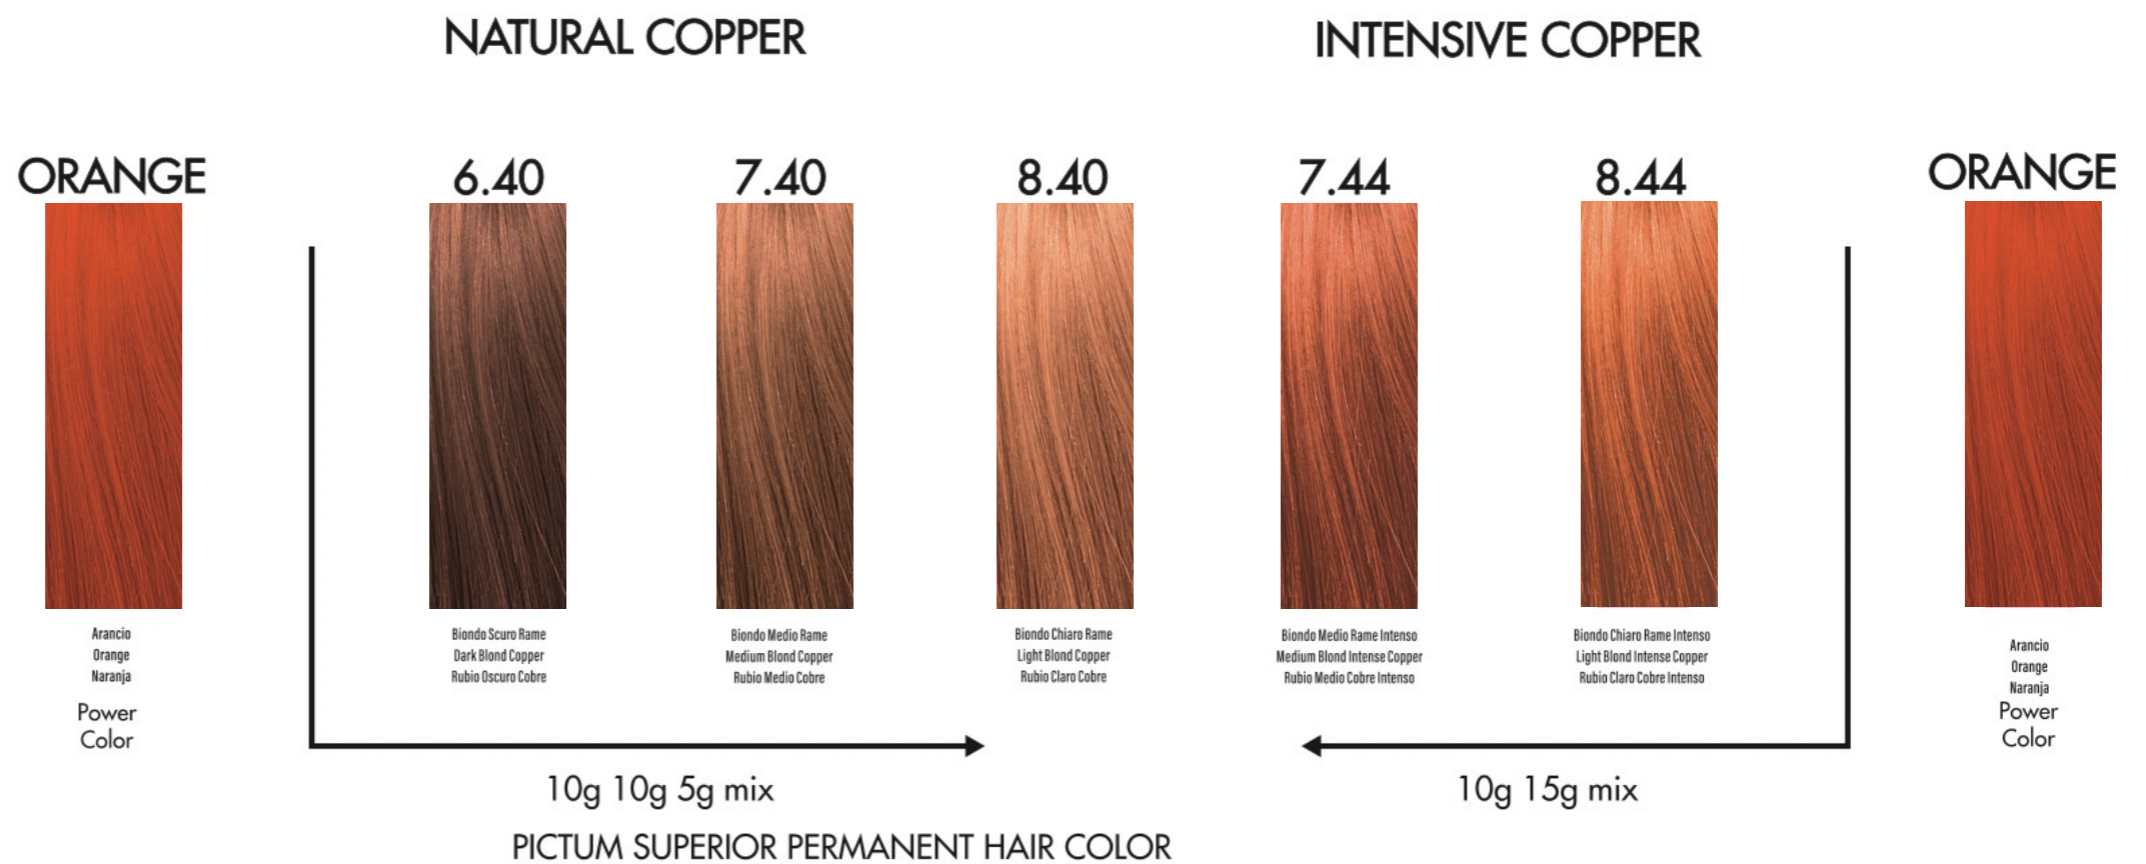 NATURAL COPPER
INTENSIVE COPPER
ORANGE
6.40
7.40
8.40
7.44
8.44
ORANGE
Arancio
Orange
Naranja
Power
Color
Biondo Scuro Rame
Dark Blond Copper
Rubio Oscuro Cobre
Biondo Medio Rame
Medium Blond Copper
Rubio Medio Cobre
Biondo Chiaro Rame
Light Blond Copper
Rubio Claro Cobre
Biondo Medio Rame Intenso
Medium Blond Intense Copper
Rubio Medio Cobre Intenso
Biondo Chiaro Rame Intenso
Light Blond Intense Copper
Rubio Claro Cobre Intenso
Arancio
Orange
Naranja
Power
Color
10g 10g 5g mix
10g 15g mix
PICTUM SUPERIOR PERMANENT HAIR COLOR